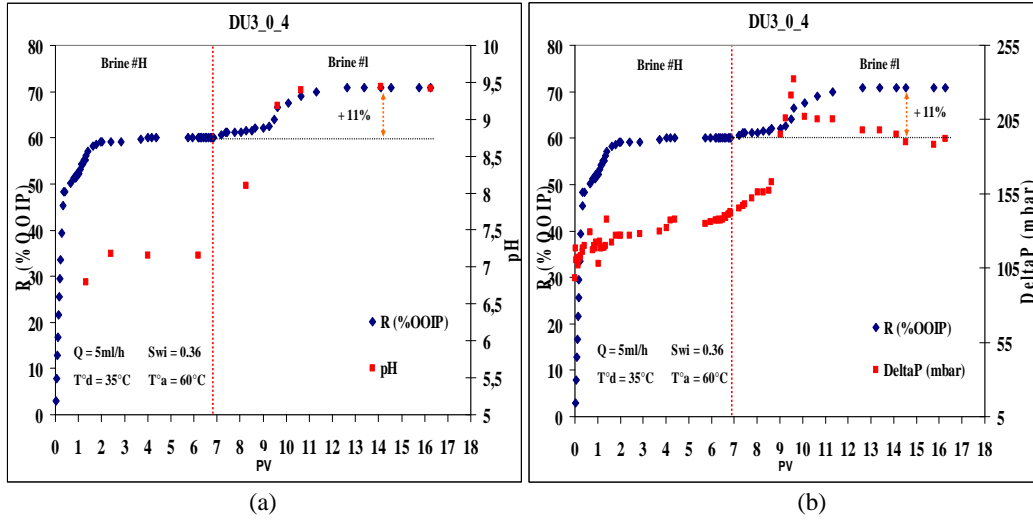 DU3_0_4
Brine #H
Brine #l
+11%
R (%OOIP)
pH
Q = 5ml/h
Swi = 0.36
T°d = 35°C
T°a = 60°C
R (%OOIP)
pH
80
70
60
50
40
30
20
10
0
10
9,5
9
8,5
8
7,5
7
6,5
6
5,5
5
0 1 2 3 4 5 6 7 8 9 10 11 12 13 14 15 16 17 18
PV
(a)
DU3_0_4
Brine #H
Brine #l
+11%
R (%OOIP)
DeltaP (mbar)
Q = 5ml/h
Swi = 0.36
T°d = 35°C
T°a = 60°C
R (%OOIP)
DeltaP (mbar)
80
70
60
50
40
30
20
10
0
255
205
155
105
55
5
0 1 2 3 4 5 6 7 8 9 10 11 12 13 14 15 16 17 18
PV
(b)